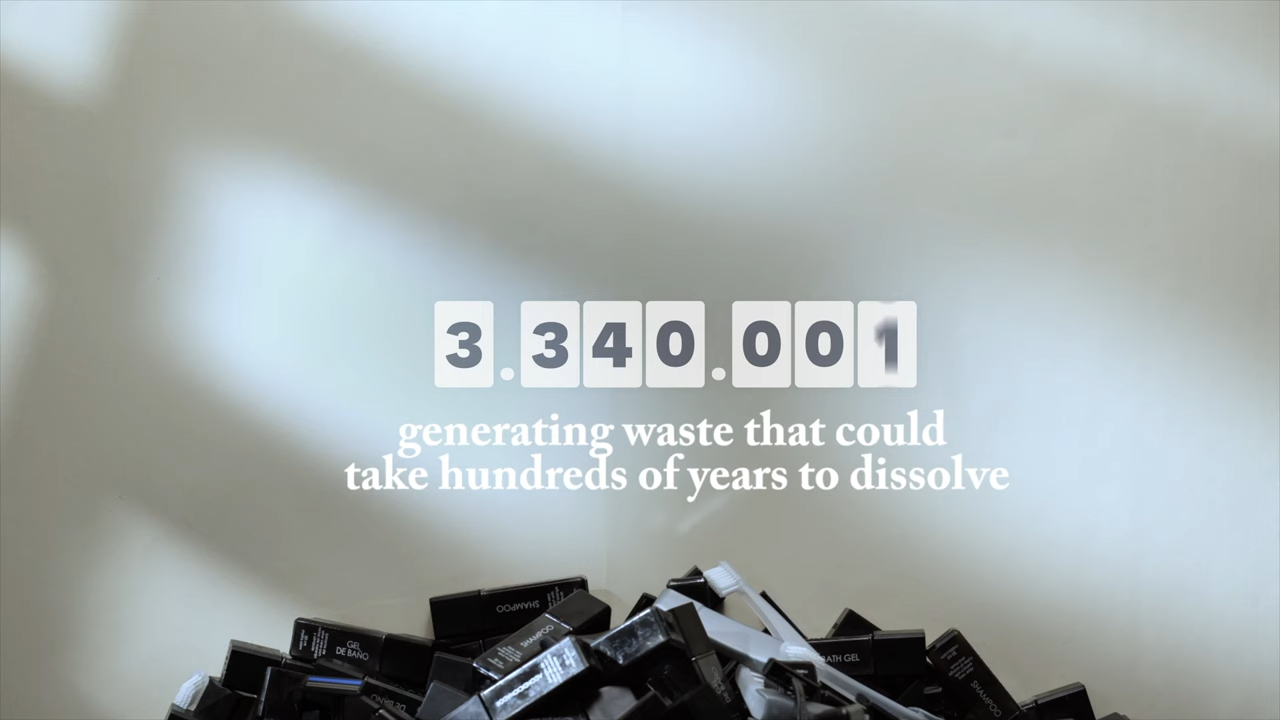 3.340.001
generating waste that could
take hundreds of years to dissolve
SHAMPOO
SHAMPOO
GEL
DE BAÑO
BATH GEL
SHAMPOO